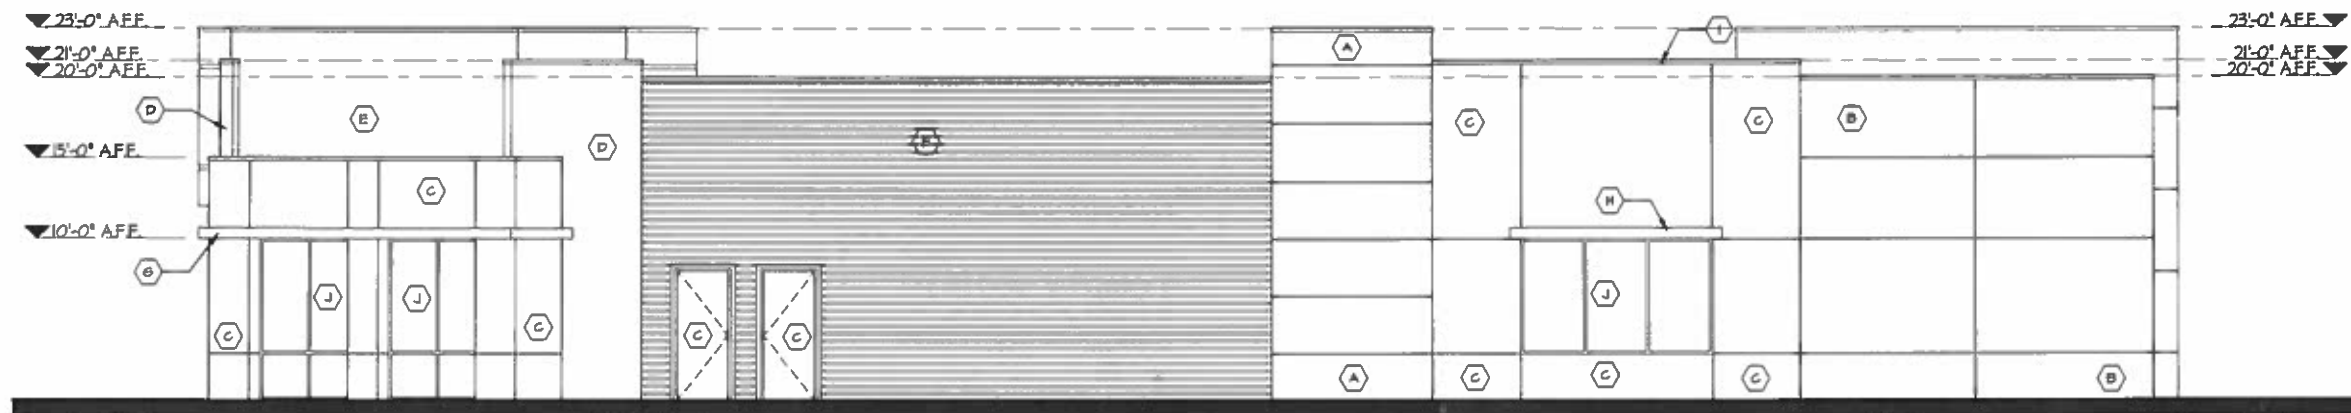 23'-0" A.F.F.
21'-0" A.F.F.
20'-0" A.F.F.
15'-0" A.F.F.
10'-0" A.F.F.
23'-0" A.F.F.
21'-0" A.F.F.
20'-0" A.F.F.
I
A
D
E
C
C
B
D
C
H
G
J
J
J
C
C
C
C
A
C
C
C
B